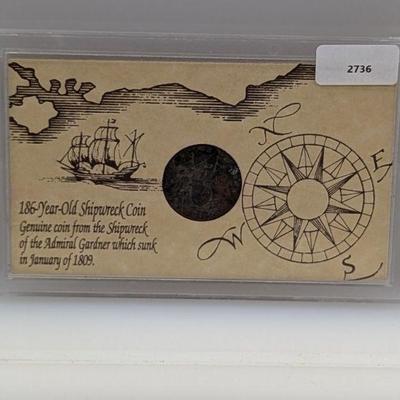 2736
N
E
W
S
186-Year-Old Shipwreck Coin
Genuine coin from the Shipwreck
of the Admiral Gardner which sunk
in January of 1809.